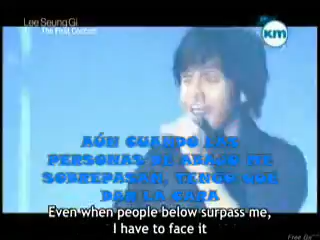 Lee Seung Gi
The First Concert
KM
AÚN CUANDO LAS
PERSONAS DE ABAJO ME
SOBREPASEN, TENGO QUE
DAR LA CARA
Even when people below surpass me,
I have to face it